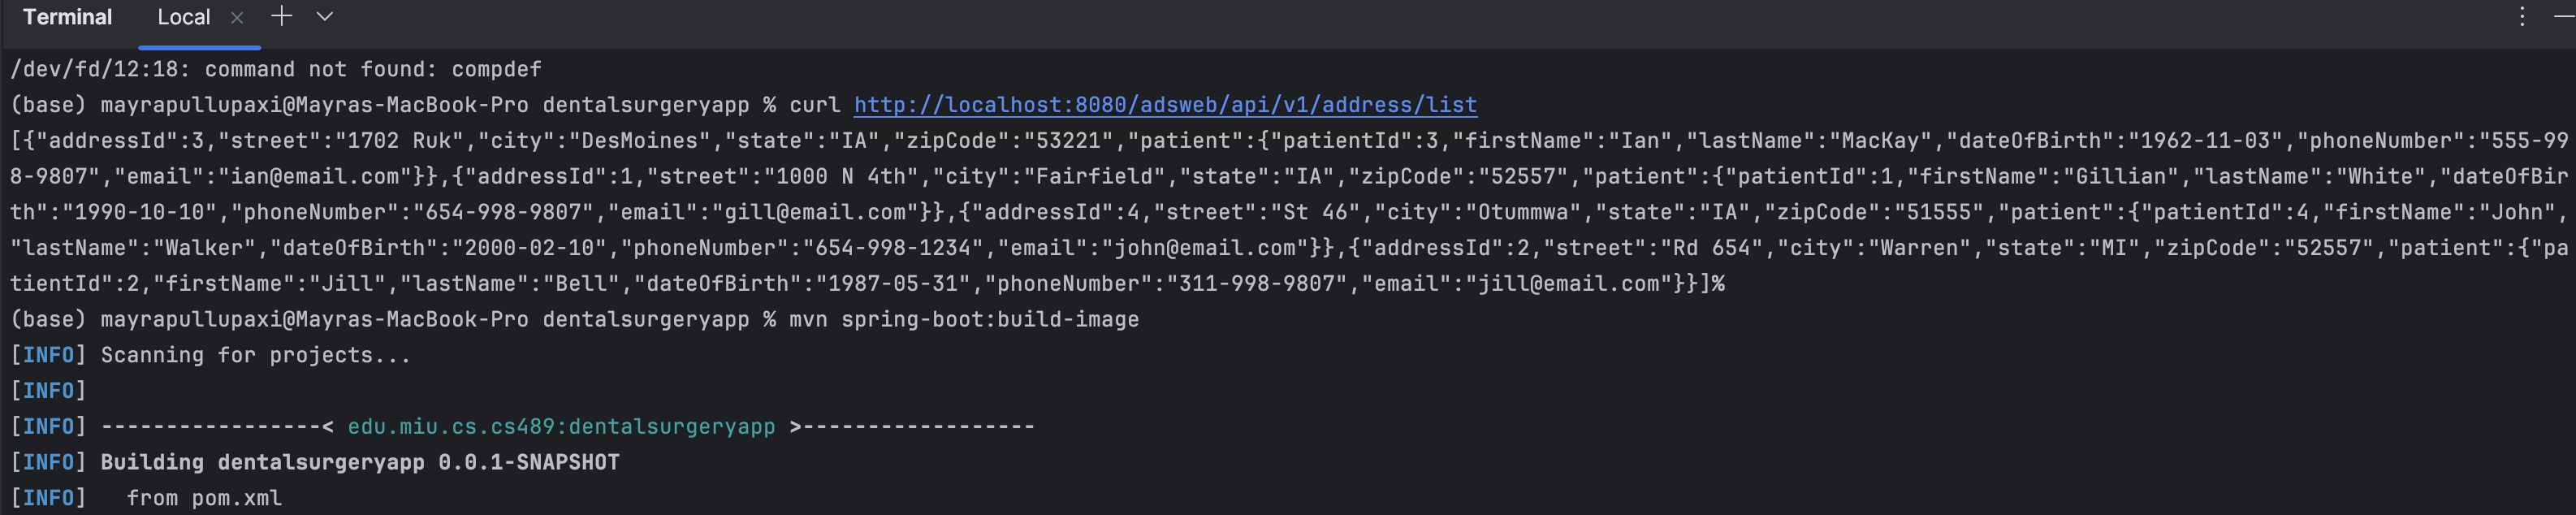 Terminal Local
/dev/fd/12:18: command not found: compdef
(base) mayrapullupaxi@Mayras-MacBook-Pro dentalsurgeryapp % curl http://localhost:8080/adsweb/api/v1/address/list
[{"addressId":3,"street":"1702 Ruk","city":"DesMoines","state":"IA","zipCode":"53221","patient":{"patientId":3,"firstName":"Ian","lastName":"MacKay","dateOfBirth":"1962-11-03","phoneNumber":"555-99
8-9807","email":"ian@email.com"}},{"addressId":1,"street":"1000 N 4th","city":"Fairfield","state":"IA","zipCode":"52557","patient":{"patientId":1,"firstName":"Gillian","lastName":"White","dateOfBir
th":"1990-10-10","phoneNumber":"654-998-9807","email":"gill@email.com"}},{"addressId":4,"street":"St 46","city":"Otummwa","state":"IA","zipCode":"51555","patient":{"patientId":4,"firstName":"John",
"lastName":"Walker","dateOfBirth":"2000-02-10","phoneNumber":"654-998-1234","email":"john@email.com"}},{"addressId":2,"street":"Rd 654","city":"Warren","state":"MI","zipCode":"52557","patient":{"pa
tientId":2,"firstName":"Jill","lastName":"Bell","dateOfBirth":"1987-05-31","phoneNumber":"311-998-9807","email":"jill@email.com"}}]%
(base) mayrapullupaxi@Mayras-MacBook-Pro dentalsurgeryapp % mvn spring-boot:build-image
[INFO] Scanning for projects...
[INFO]
[INFO] -----------------< edu.miu.cs.cs489:dentalsurgeryapp >------------------
[INFO] Building dentalsurgeryapp 0.0.1-SNAPSHOT
[INFO]   from pom.xml